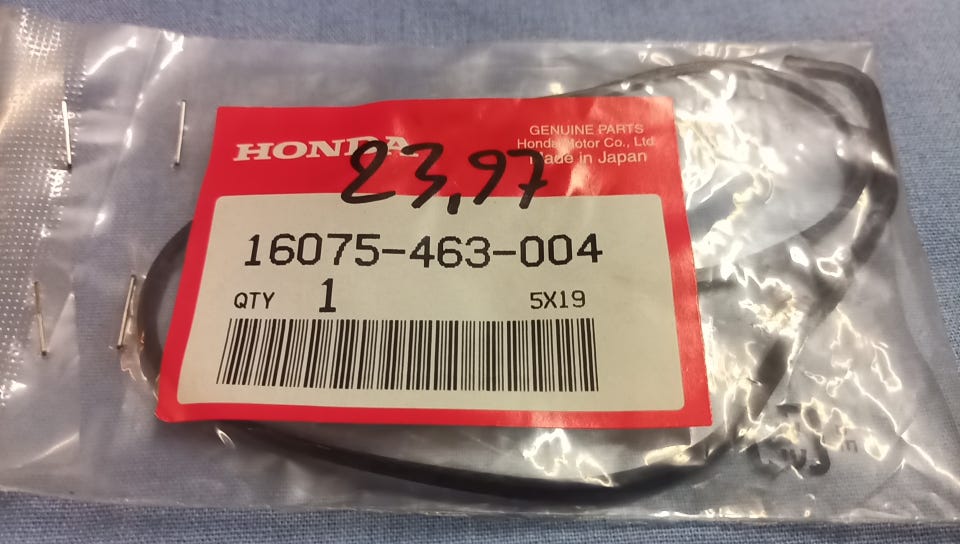 HONDA
GENUINE PARTS
Honda Motor Co., Ltd.
Made in Japan
23,97
16075-463-004
QTY 1 5X19